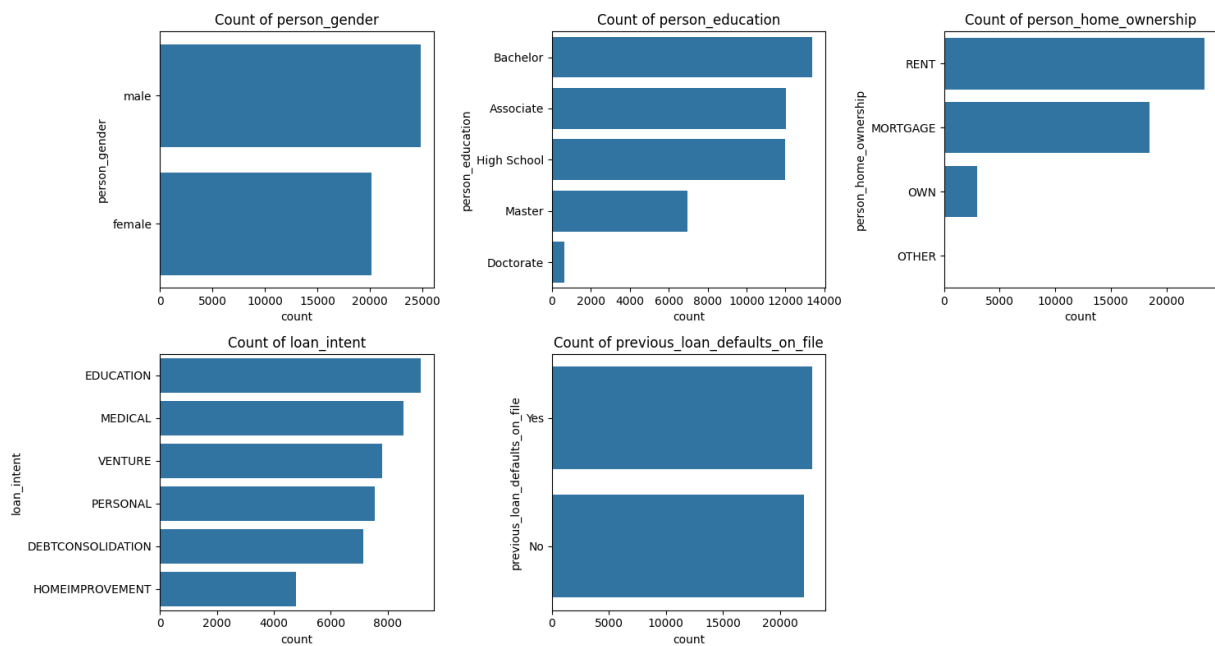 Count of person_gender
person_gender
male
female
0 5000 10000 15000 20000 25000
count
Count of person_education
person_education
Bachelor
Associate
High School
Master
Doctorate
0 2000 4000 6000 8000 10000 12000 14000
count
Count of person_home_ownership
person_home_ownership
RENT
MORTGAGE
OWN
OTHER
0 5000 10000 15000 20000
count
Count of loan_intent
loan_intent
EDUCATION
MEDICAL
VENTURE
PERSONAL
DEBTCONSOLIDATION
HOMEIMPROVEMENT
0 2000 4000 6000 8000
count
Count of previous_loan_defaults_on_file
previous_loan_defaults_on_file
Yes
No
0 5000 10000 15000 20000
count